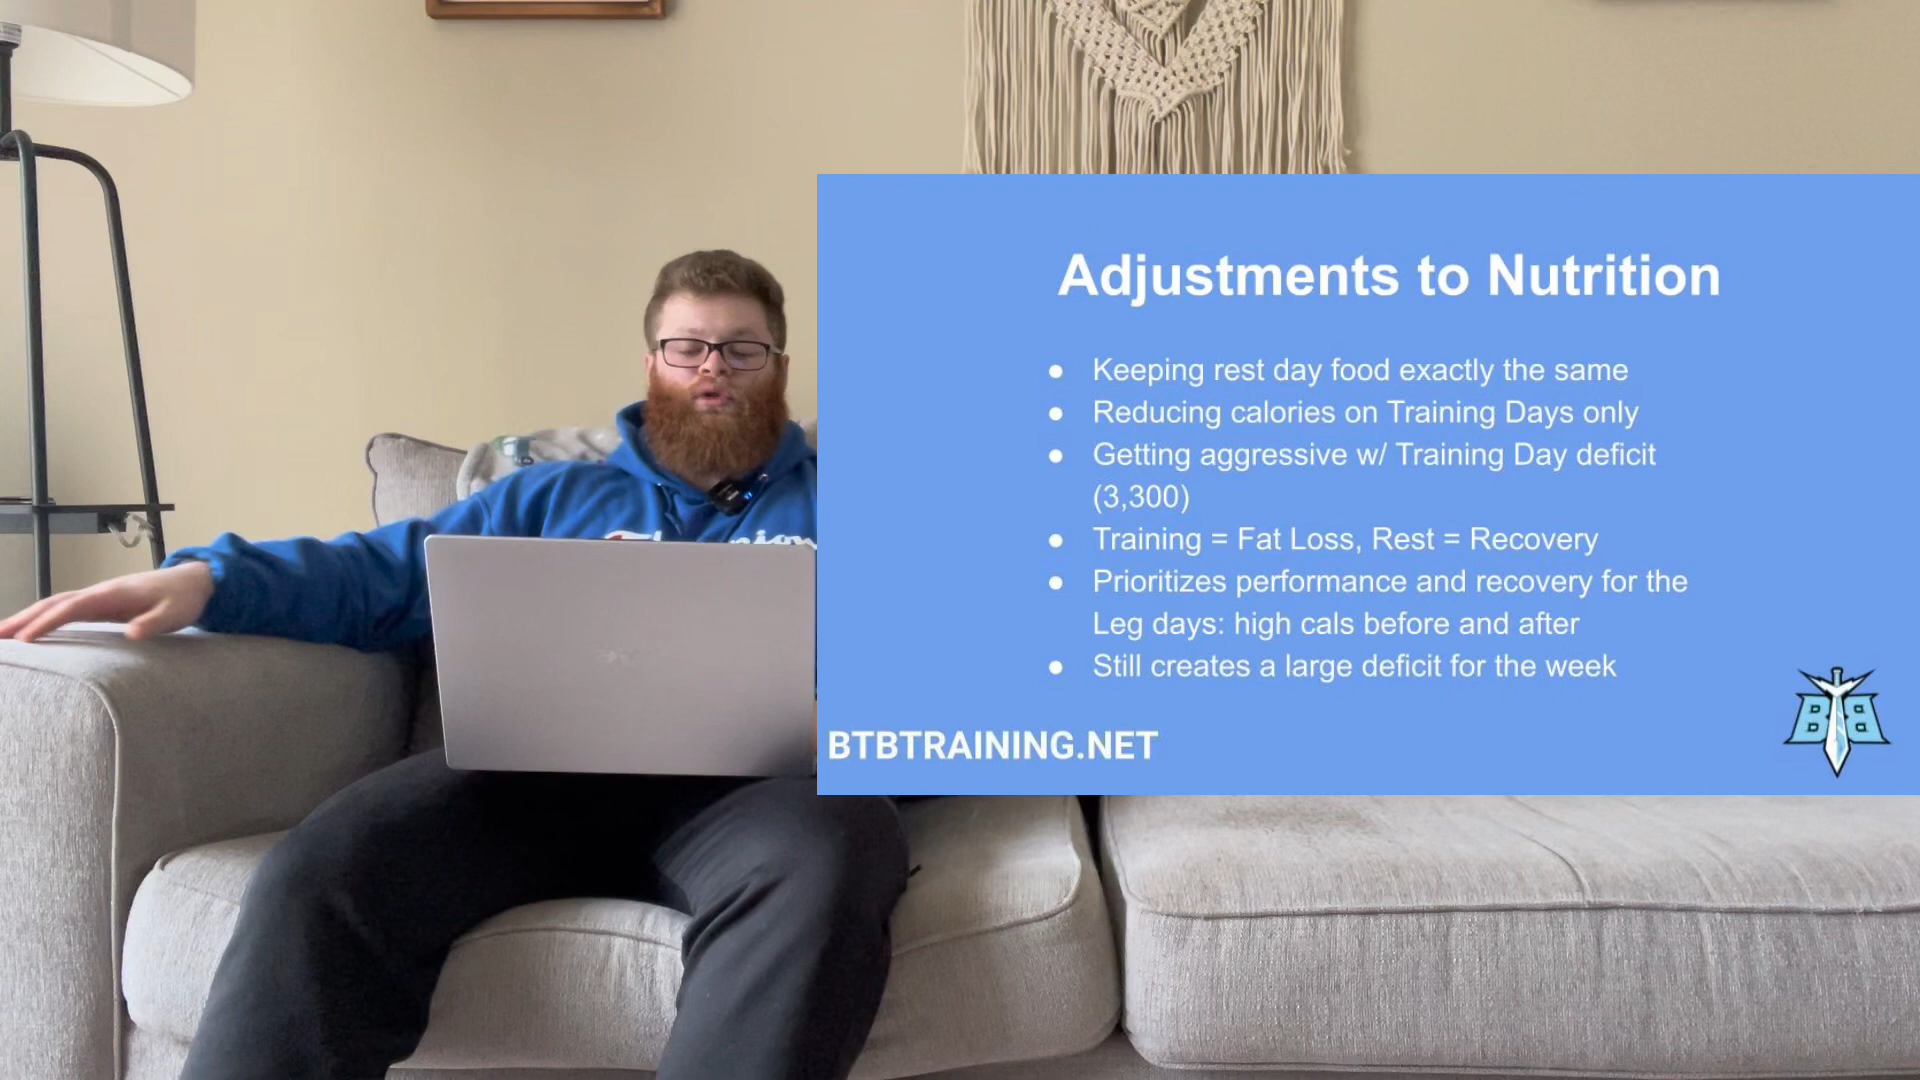 Adjustments to Nutrition
● Keeping rest day food exactly the same
● Reducing calories on Training Days only
● Getting aggressive w/ Training Day deficit
(3,300)
● Training = Fat Loss, Rest = Recovery
● Prioritizes performance and recovery for the
Leg days: high cals before and after
● Still creates a large deficit for the week
BTB
BTBTRAINING.NET